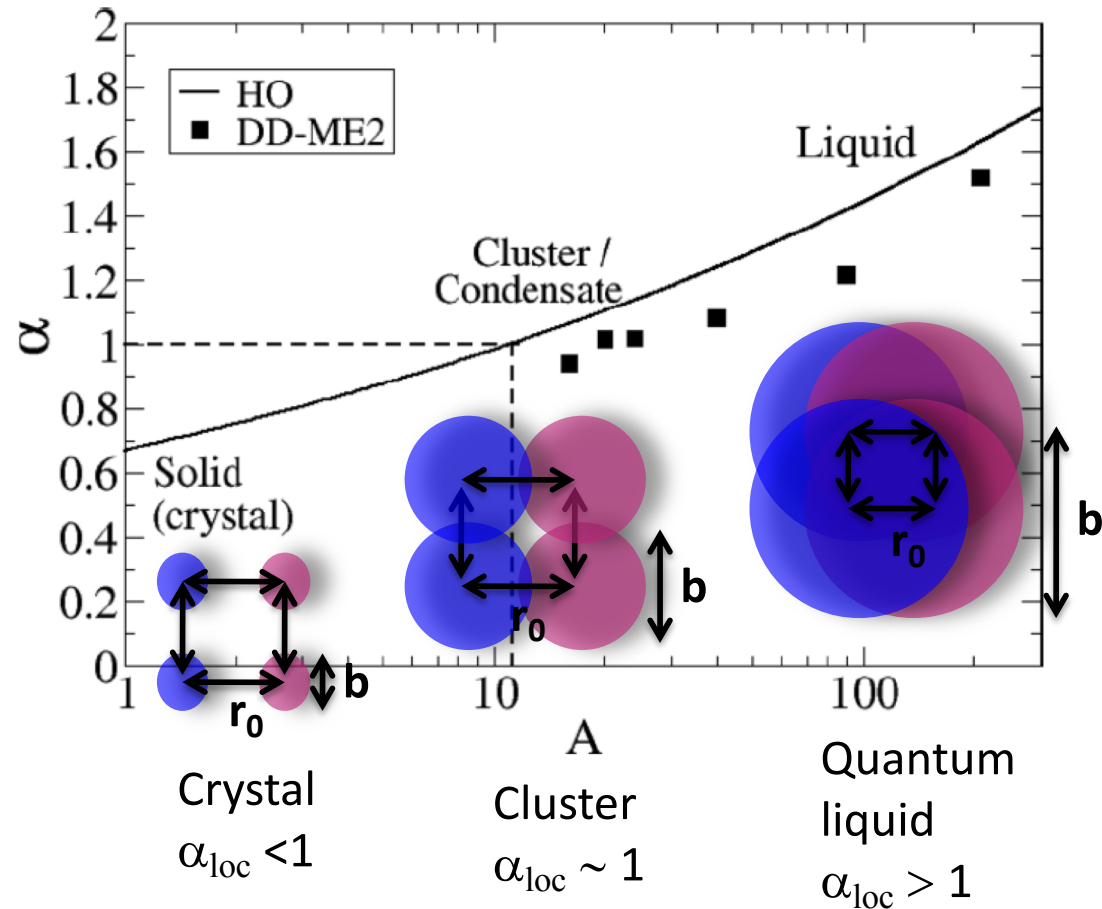 2
1.8
1.6
1.4
1.2
1
0.8
0.6
0.4
0.2
0
α
HO
DD-ME2
Liquid
Cluster /
Condensate
Solid
(crystal)
r0
b
r0
b
r0
b
1
10
100
A
Crystal
αloc <1
Cluster
αloc ~ 1
Quantum
liquid
αloc > 1